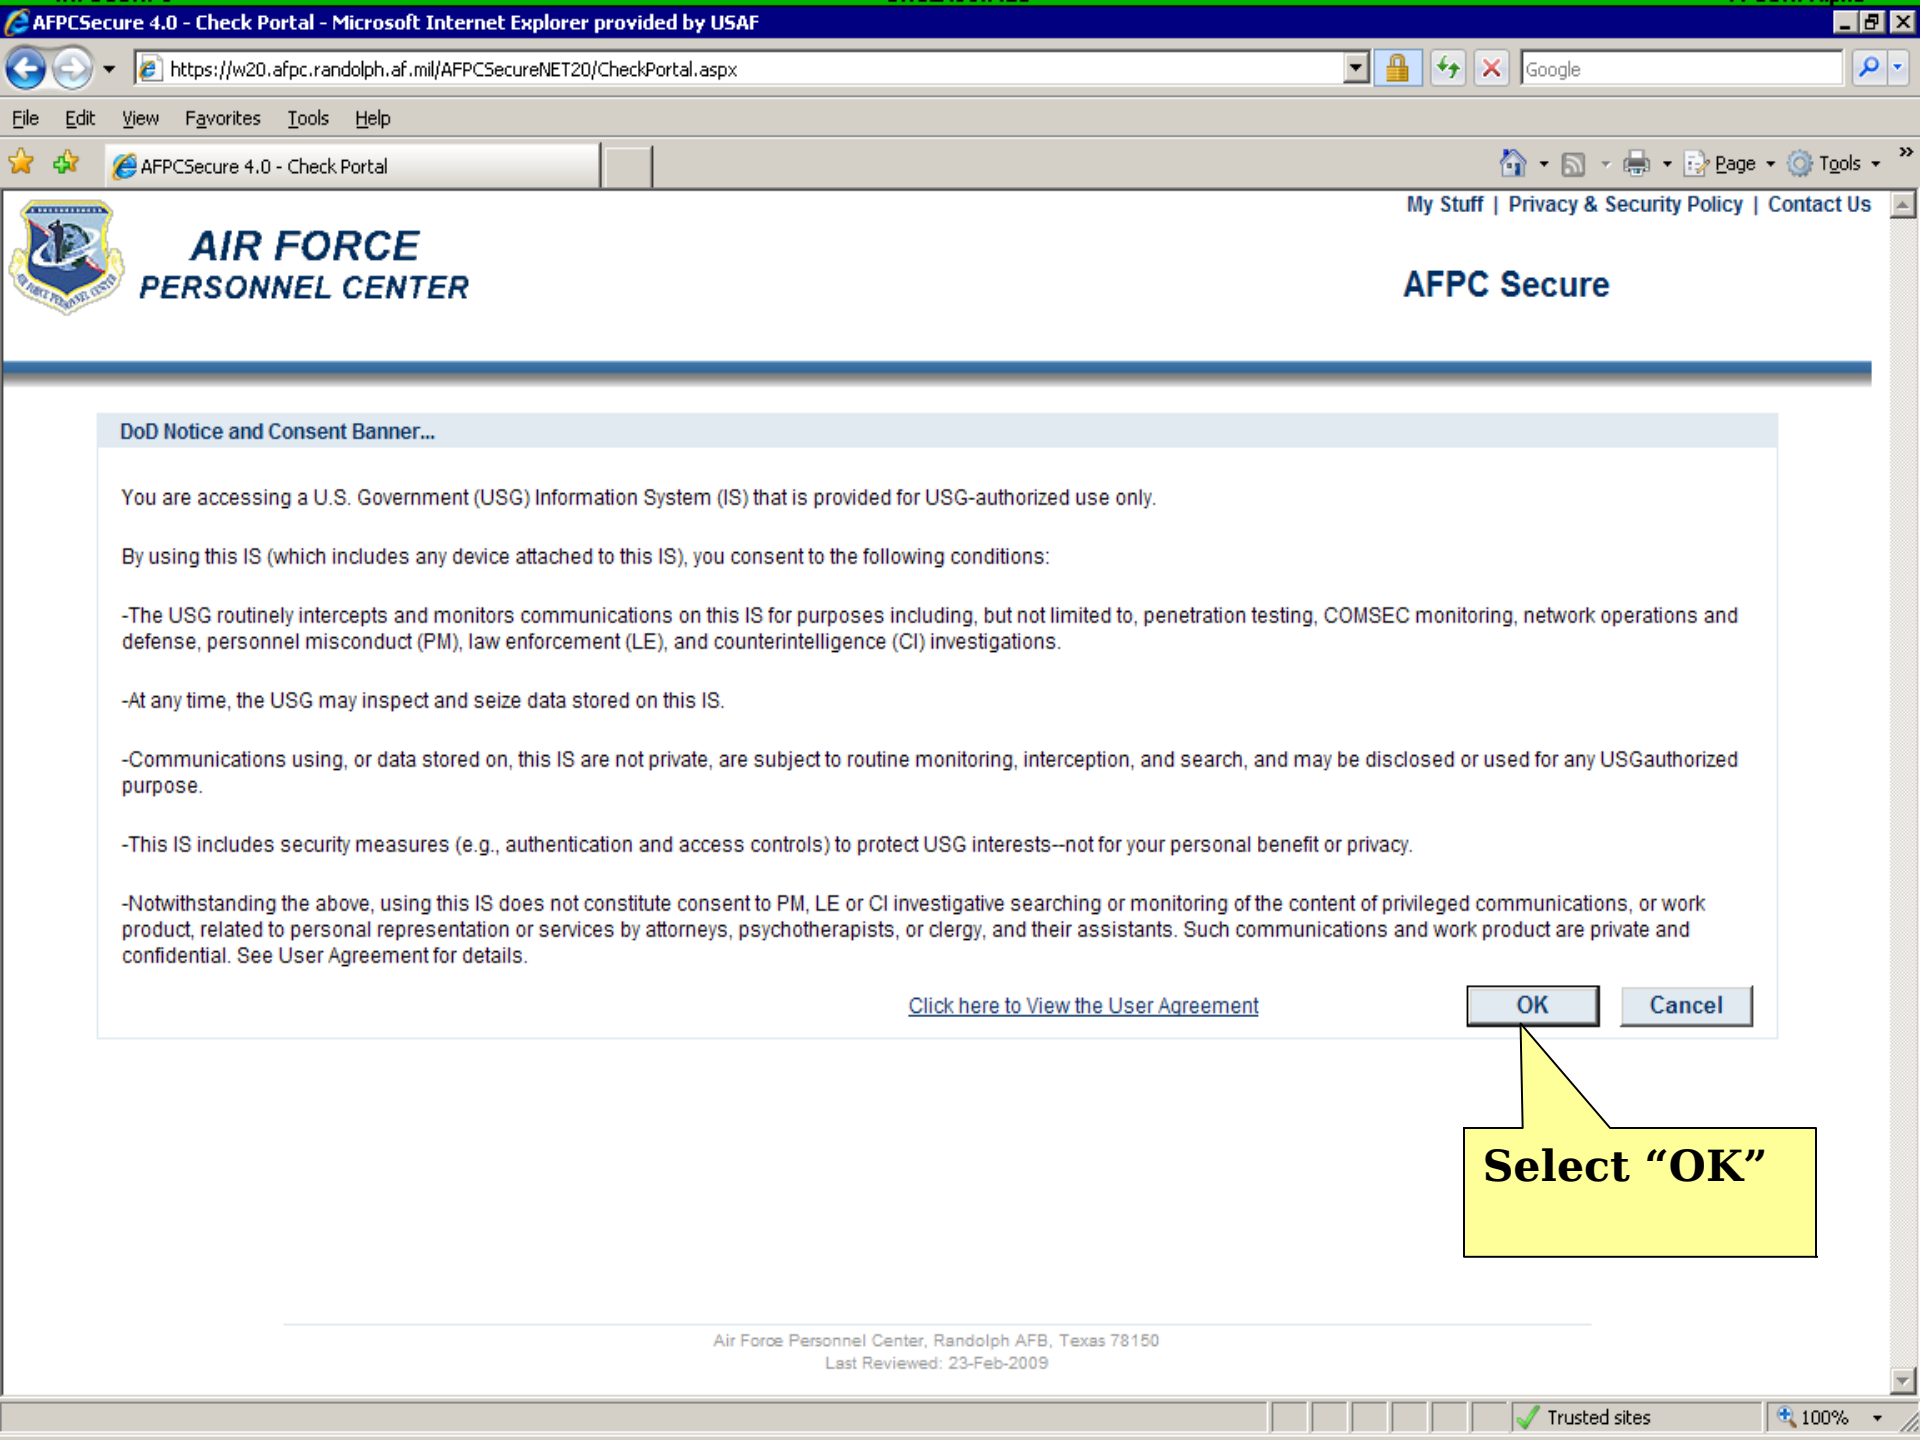 AFPCSecure 4.0 - Check Portal - Microsoft Internet Explorer provided by USAF
https://w20.afpc.randolph.af.mil/AFPCSecureNET20/CheckPortal.aspx
Google
File Edit View Favorites Tools Help
AFPCSecure 4.0 - Check Portal
Page Tools »
My Stuff | Privacy & Security Policy | Contact Us
AIR FORCE
PERSONNEL CENTER
AFPC Secure
DoD Notice and Consent Banner...
You are accessing a U.S. Government (USG) Information System (IS) that is provided for USG-authorized use only.
By using this IS (which includes any device attached to this IS), you consent to the following conditions:
-The USG routinely intercepts and monitors communications on this IS for purposes including, but not limited to, penetration testing, COMSEC monitoring, network operations and
defense, personnel misconduct (PM), law enforcement (LE), and counterintelligence (CI) investigations.
-At any time, the USG may inspect and seize data stored on this IS.
-Communications using, or data stored on, this IS are not private, are subject to routine monitoring, interception, and search, and may be disclosed or used for any USGauthorized
purpose.
-This IS includes security measures (e.g., authentication and access controls) to protect USG interests--not for your personal benefit or privacy.
-Notwithstanding the above, using this IS does not constitute consent to PM, LE or CI investigative searching or monitoring of the content of privileged communications, or work
product, related to personal representation or services by attorneys, psychotherapists, or clergy, and their assistants. Such communications and work product are private and
confidential. See User Agreement for details.
Click here to View the User Agreement
OK Cancel
Select “OK”
Air Force Personnel Center, Randolph AFB, Texas 78150
Last Reviewed: 23-Feb-2009
Trusted sites
100%